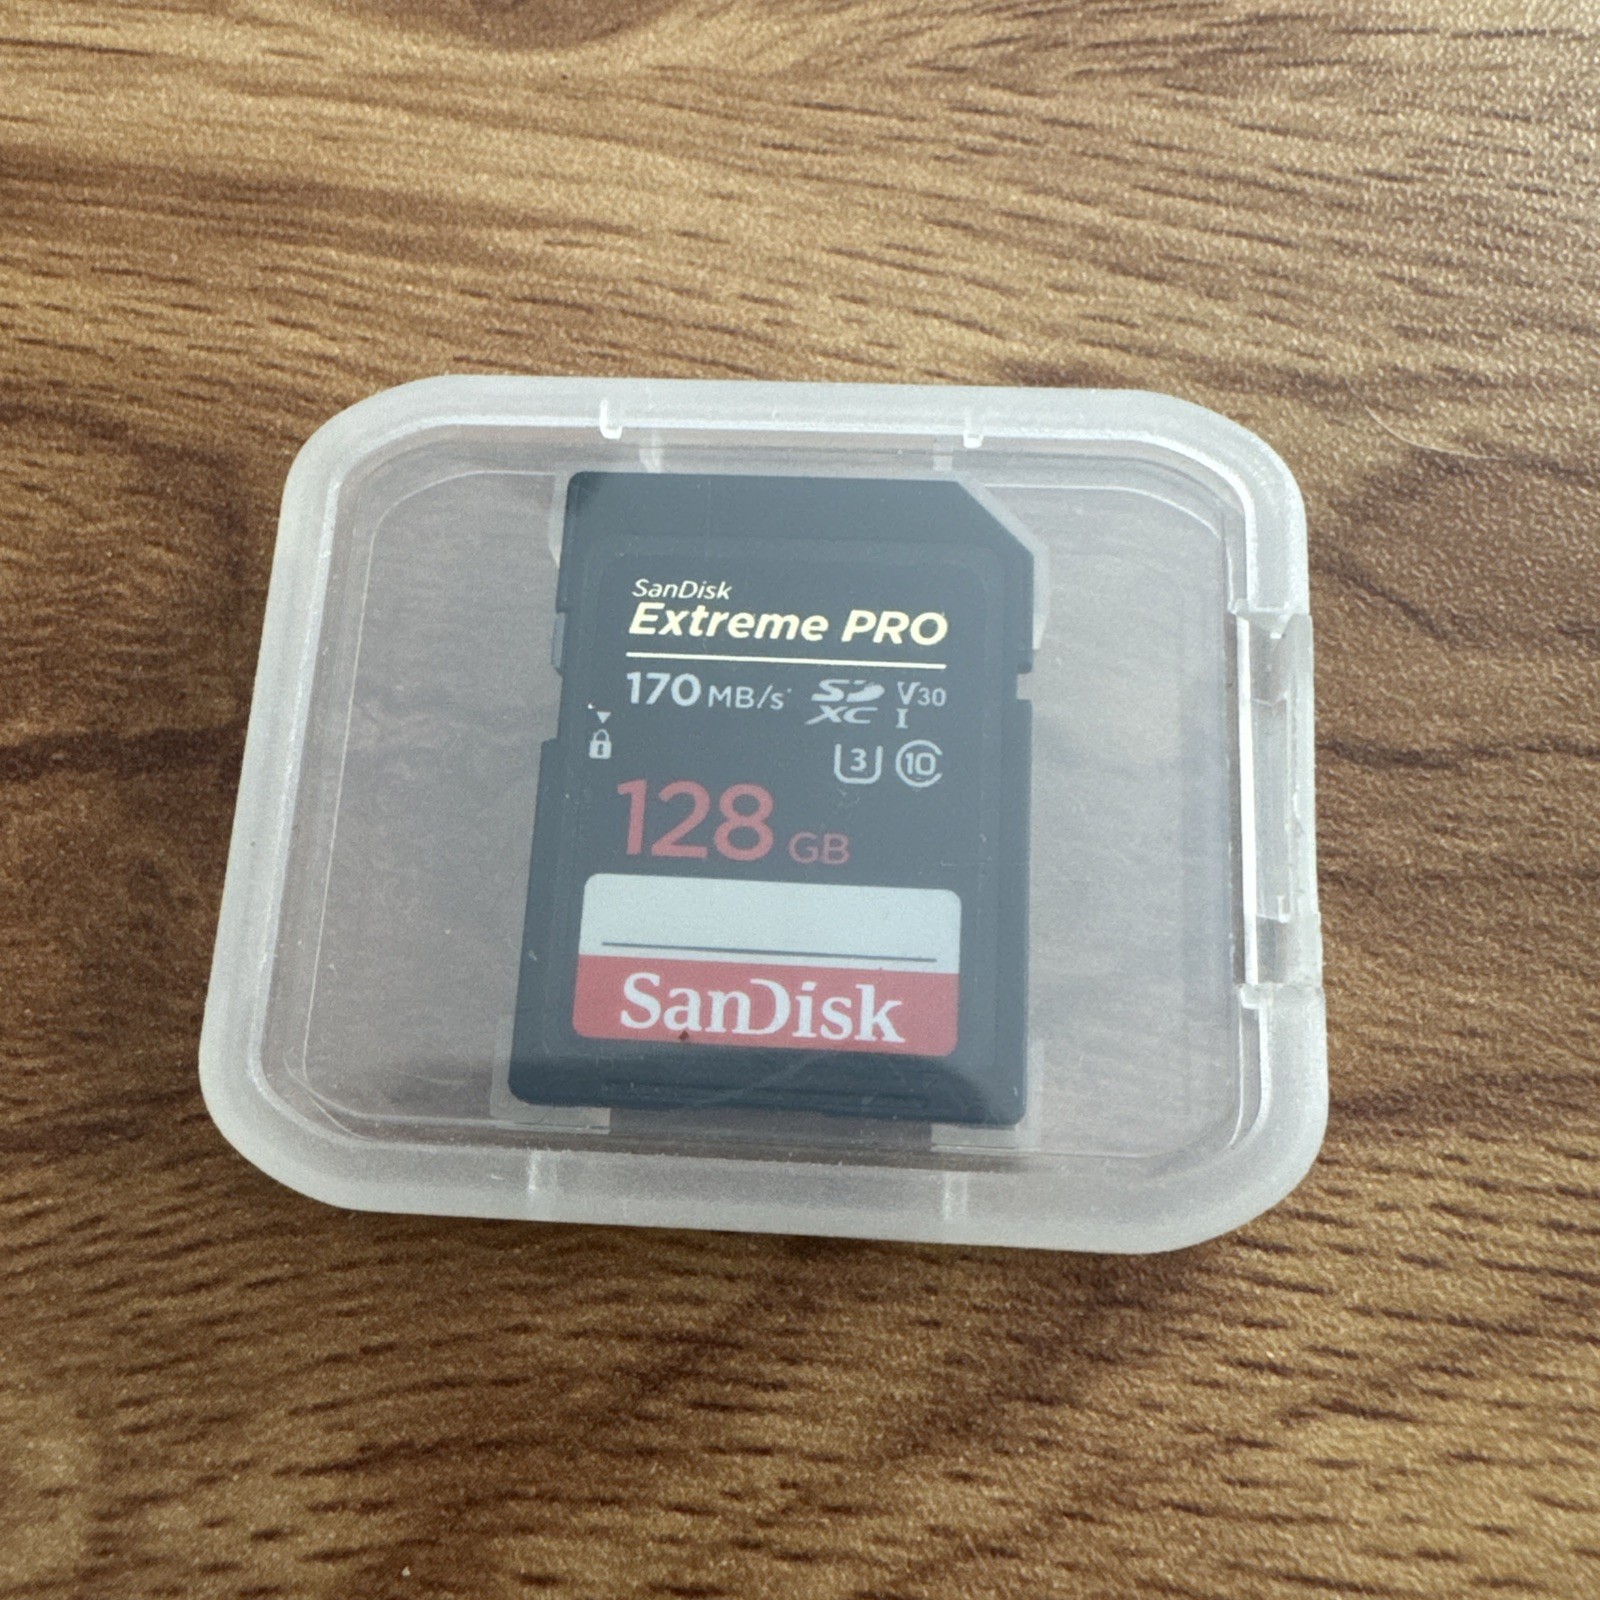 SanDisk
Extreme PRO
170 MB/s* SD XC V30 I
3 10
128 GB
SanDisk